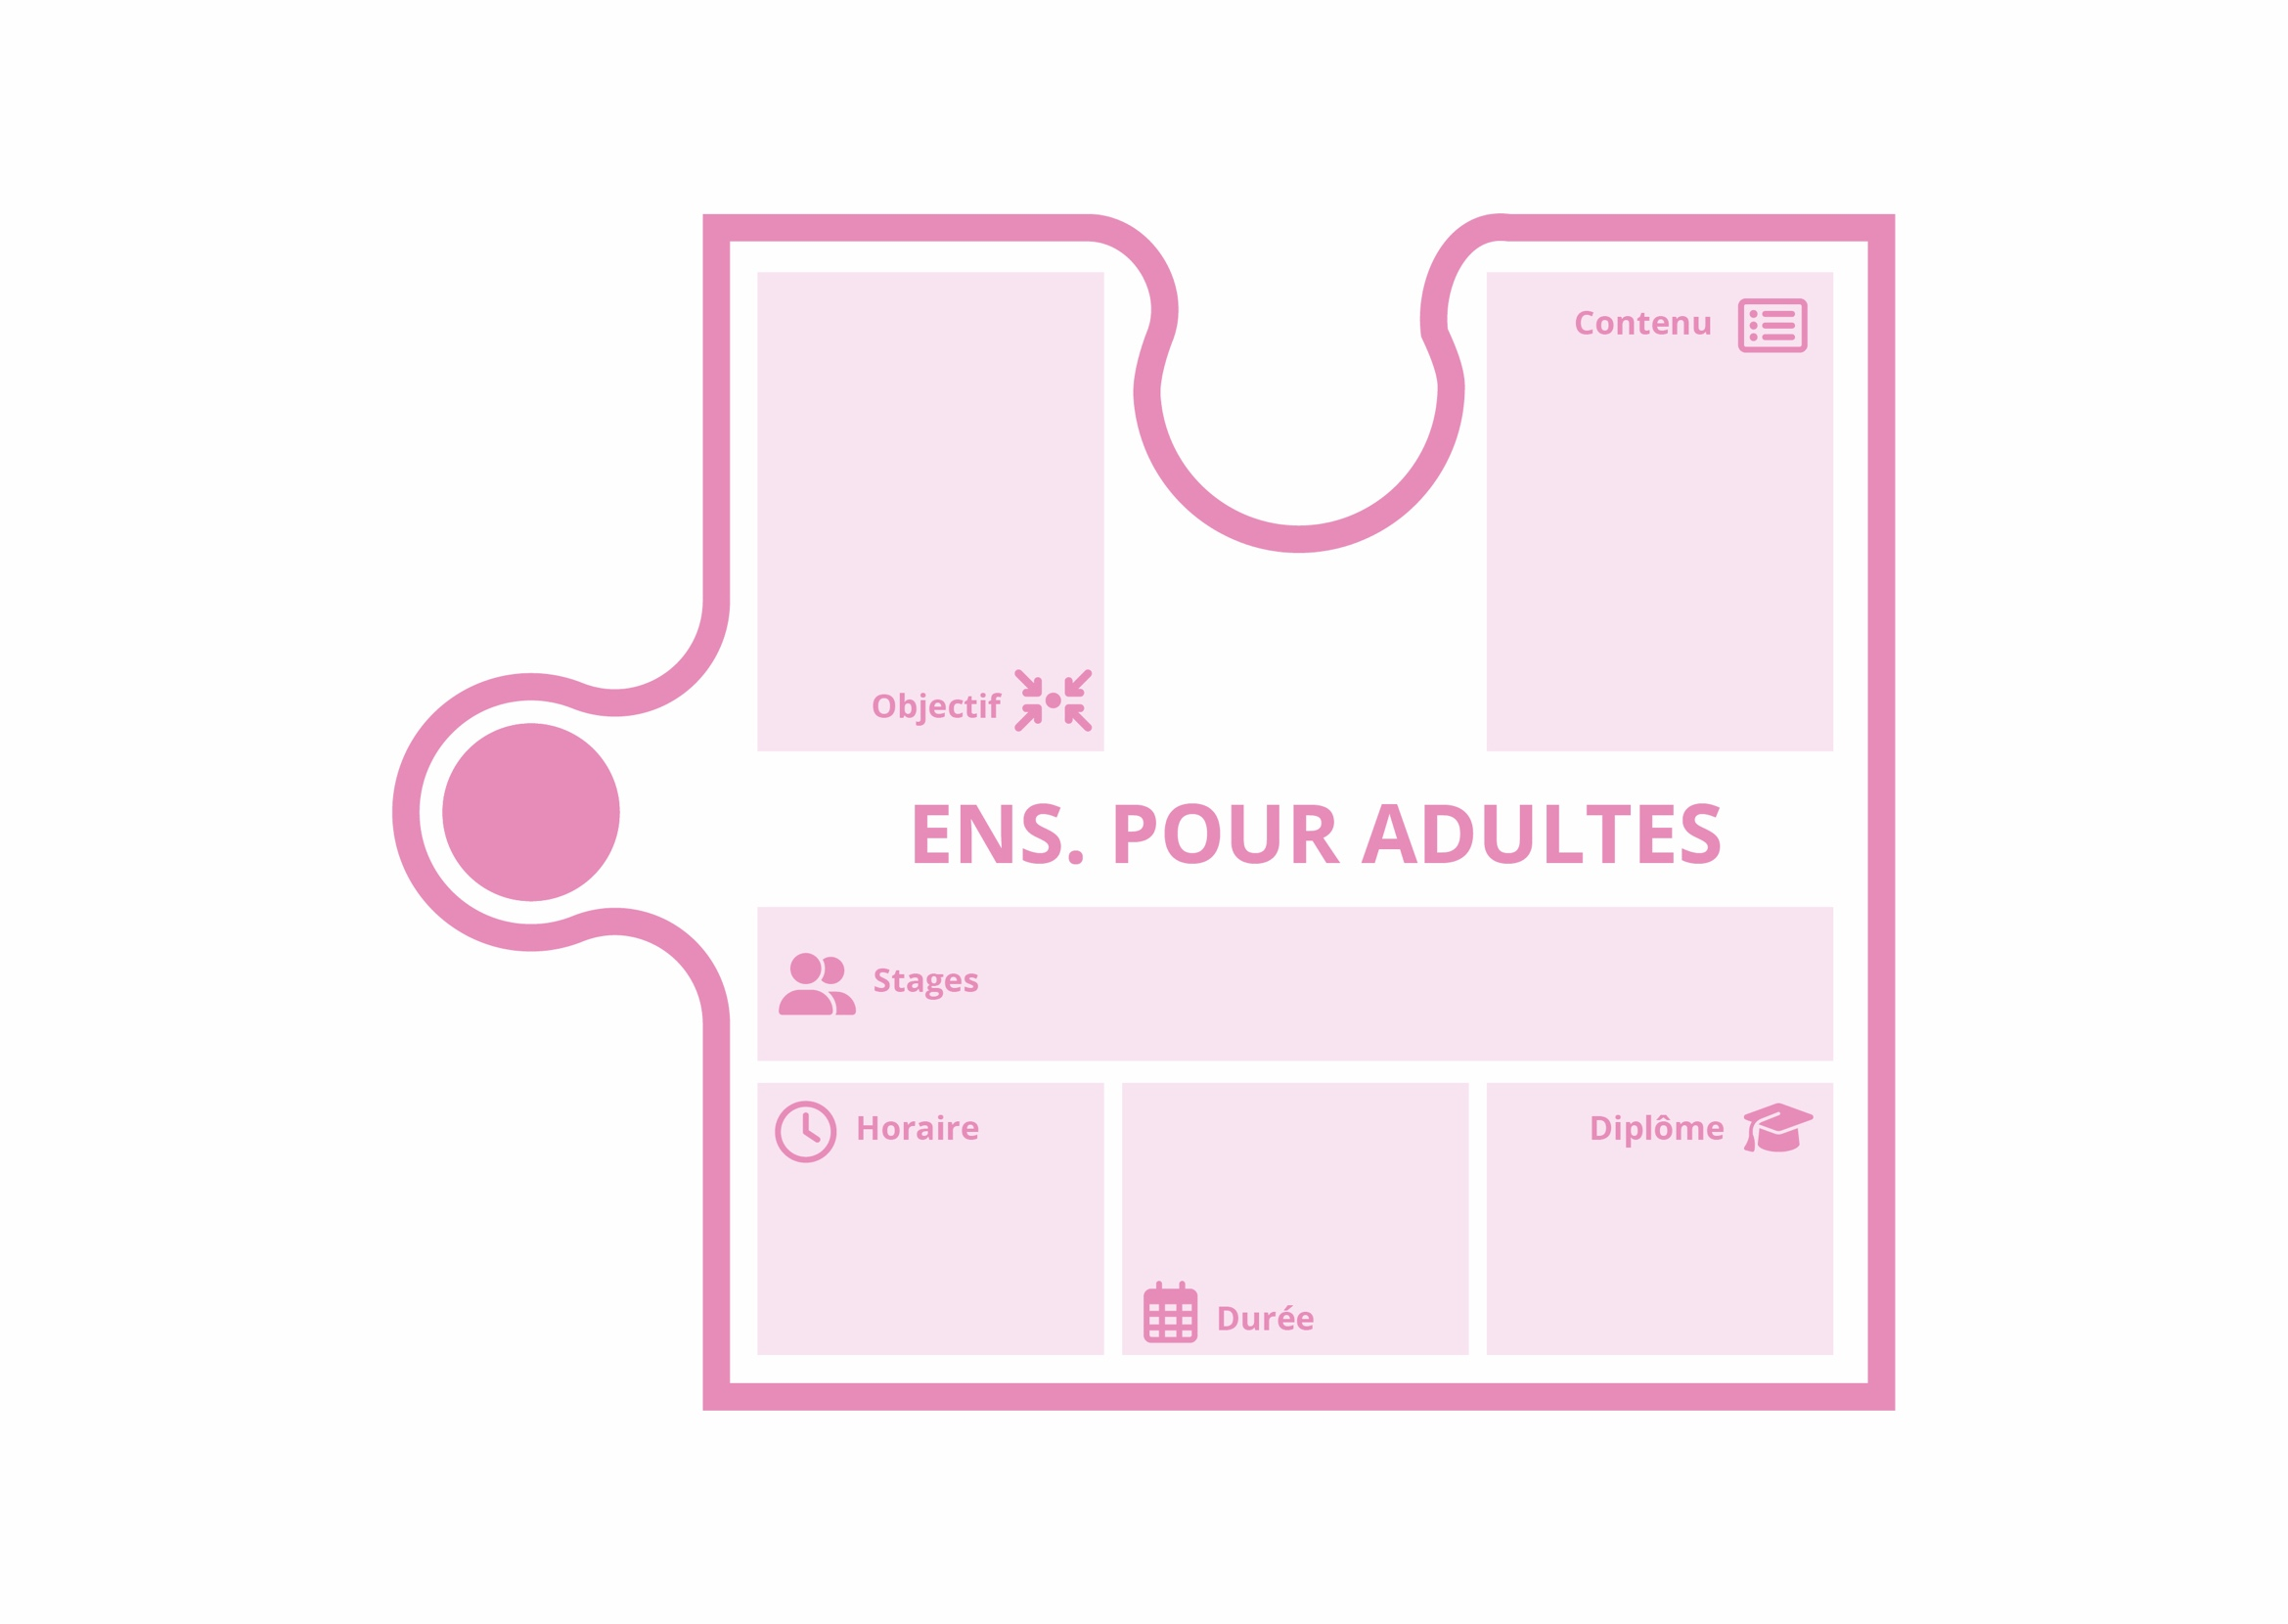 Contenu
Objectif
ENS. POUR ADULTES
Stages
Horaire
Diplôme
Durée